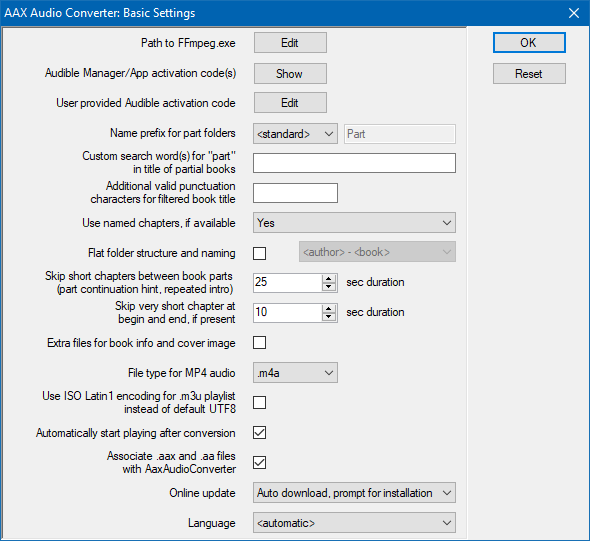 AAX Audio Converter: Basic Settings
Path to FFmpeg.exe Edit OK
Audible Manager/App activation code(s) Show Reset
User provided Audible activation code Edit
Name prefix for part folders <standard> Part
Custom search word(s) for "part"
in title of partial books
Additional valid punctuation
characters for filtered book title
Use named chapters, if available Yes
Flat folder structure and naming <author> - <book>
Skip short chapters between book parts
(part continuation hint, repeated intro) 25 sec duration
Skip very short chapter at
begin and end, if present 10 sec duration
Extra files for book info and cover image
File type for MP4 audio .m4a
Use ISO Latin1 encoding for .m3u playlist
instead of default UTF8
Automatically start playing after conversion
Associate .aax and .aa files
with AaxAudioConverter
Online update Auto download, prompt for installation
Language <automatic>